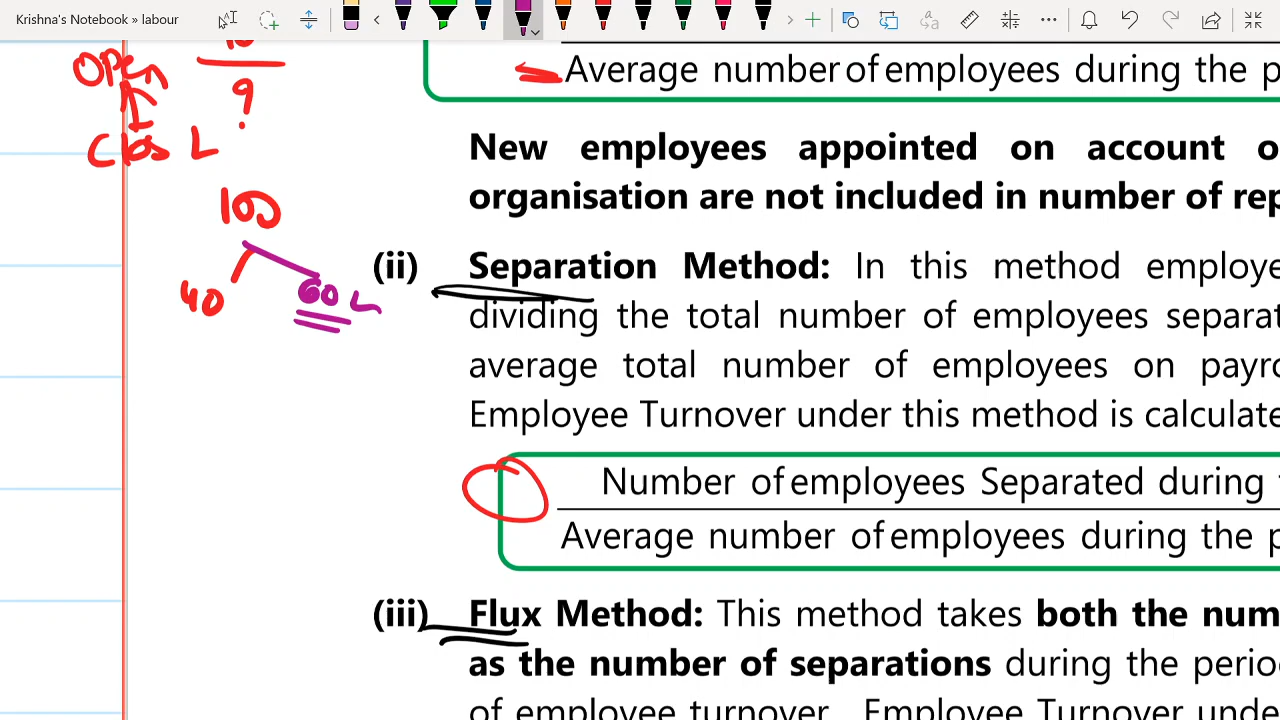 Krishna's Notebook » labour
Open
9
?
Clos L
100
40
60 L
Average number of employees during the p
New employees appointed on account o
organisation are not included in number of rep
(ii) Separation Method: In this method employe
dividing the total number of employees separat
average total number of employees on payro
Employee Turnover under this method is calculate
Number of employees Separated during t
Average number of employees during the p
(iii) Flux Method: This method takes both the num
as the number of separations during the perio
of employee turnover. Employee Turnover unde